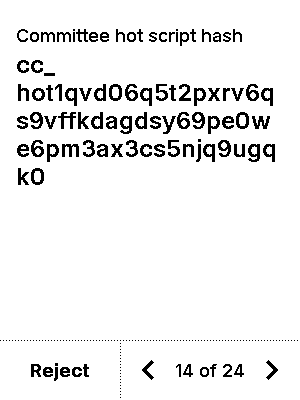 Committee hot script hash
cc_
hot1qvd06q5t2pxrv6q
s9vffkdagdsy69pe0w
e6pm3ax3cs5njq9ugq
k0
Reject
14 of 24